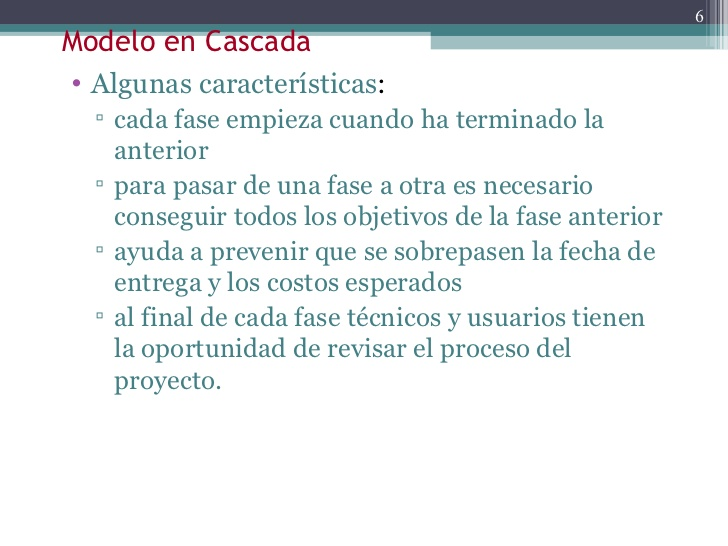 6
Modelo en Cascada
• Algunas características:
▫ cada fase empieza cuando ha terminado la
anterior
▫ para pasar de una fase a otra es necesario
conseguir todos los objetivos de la fase anterior
▫ ayuda a prevenir que se sobrepasen la fecha de
entrega y los costos esperados
▫ al final de cada fase técnicos y usuarios tienen
la oportunidad de revisar el proceso del
proyecto.